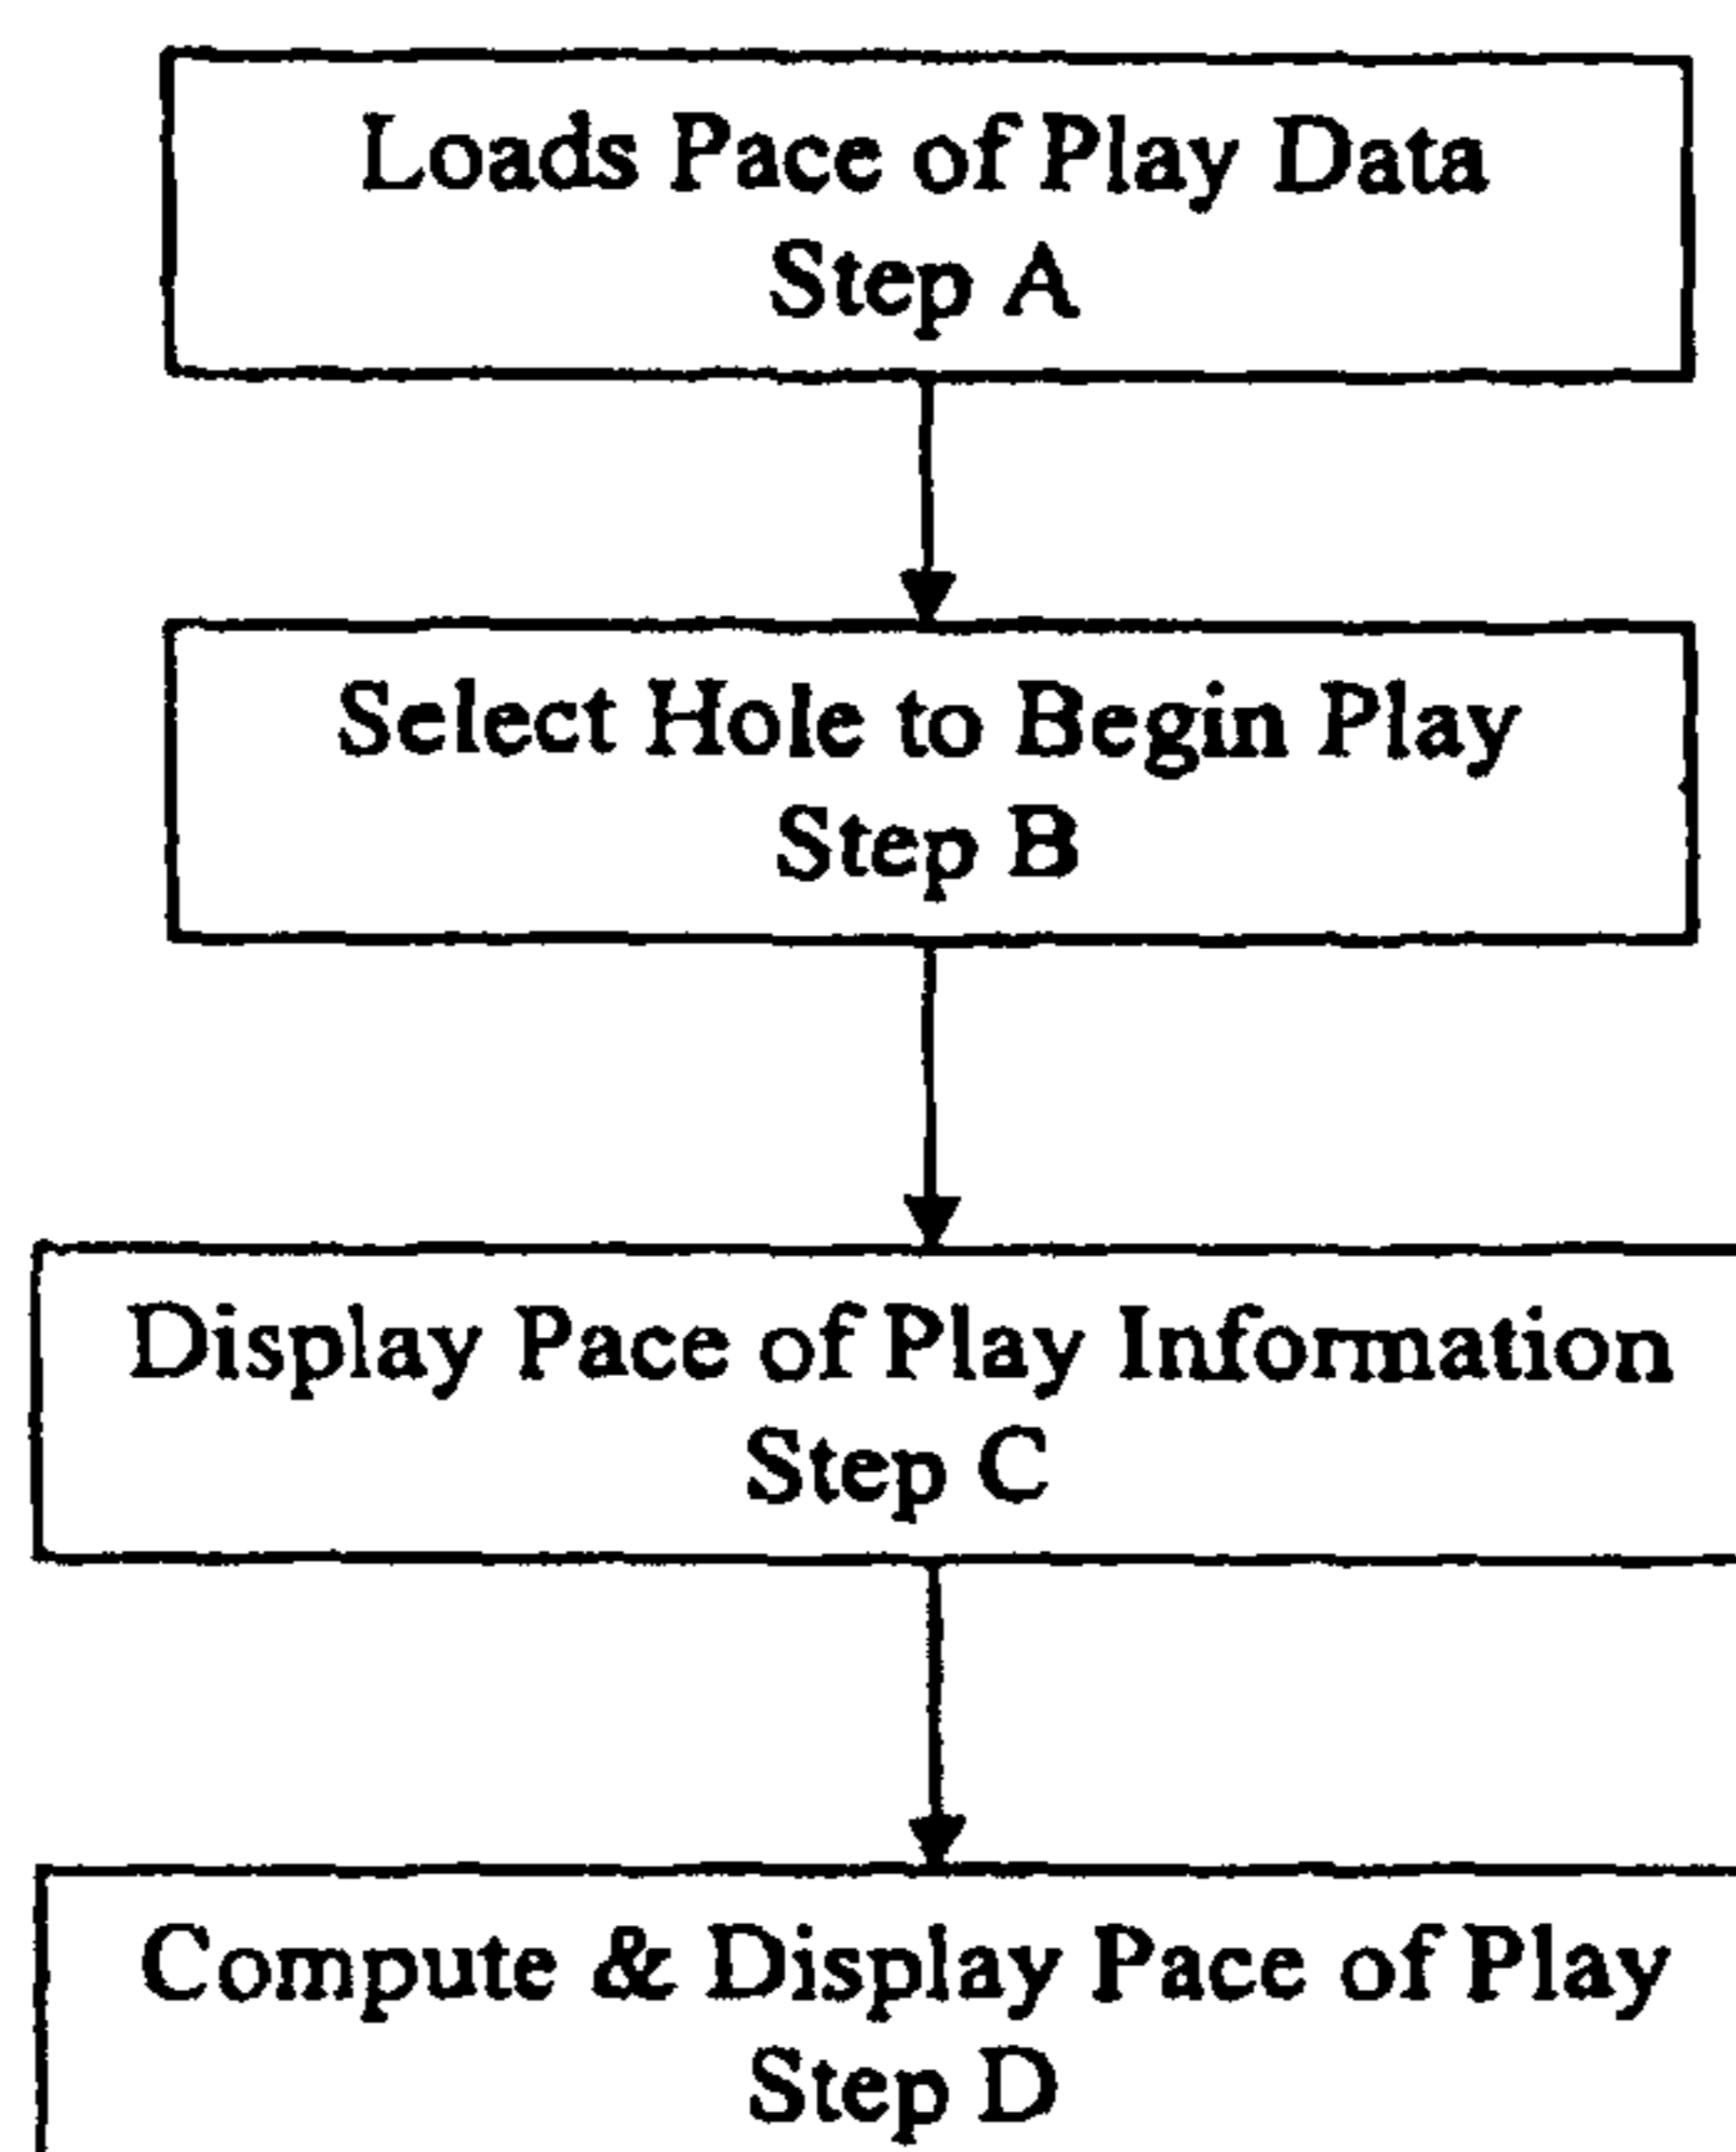 Loads Pace of Play Data
Step A
Select Hole to Begin Play
Step B
Display Pace of Play Information
Step C
Compute & Display Pace of Play
Step D